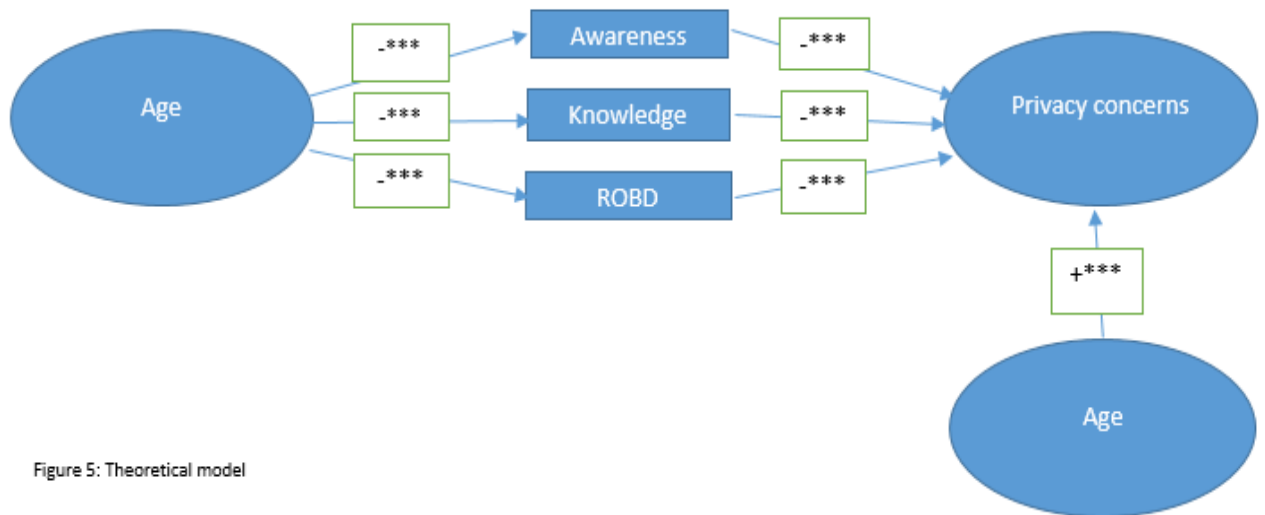 Age
-***
-***
-***
Awareness
Knowledge
ROBD
-***
-***
-***
Privacy concerns
+***
Age
Figure 5: Theoretical model